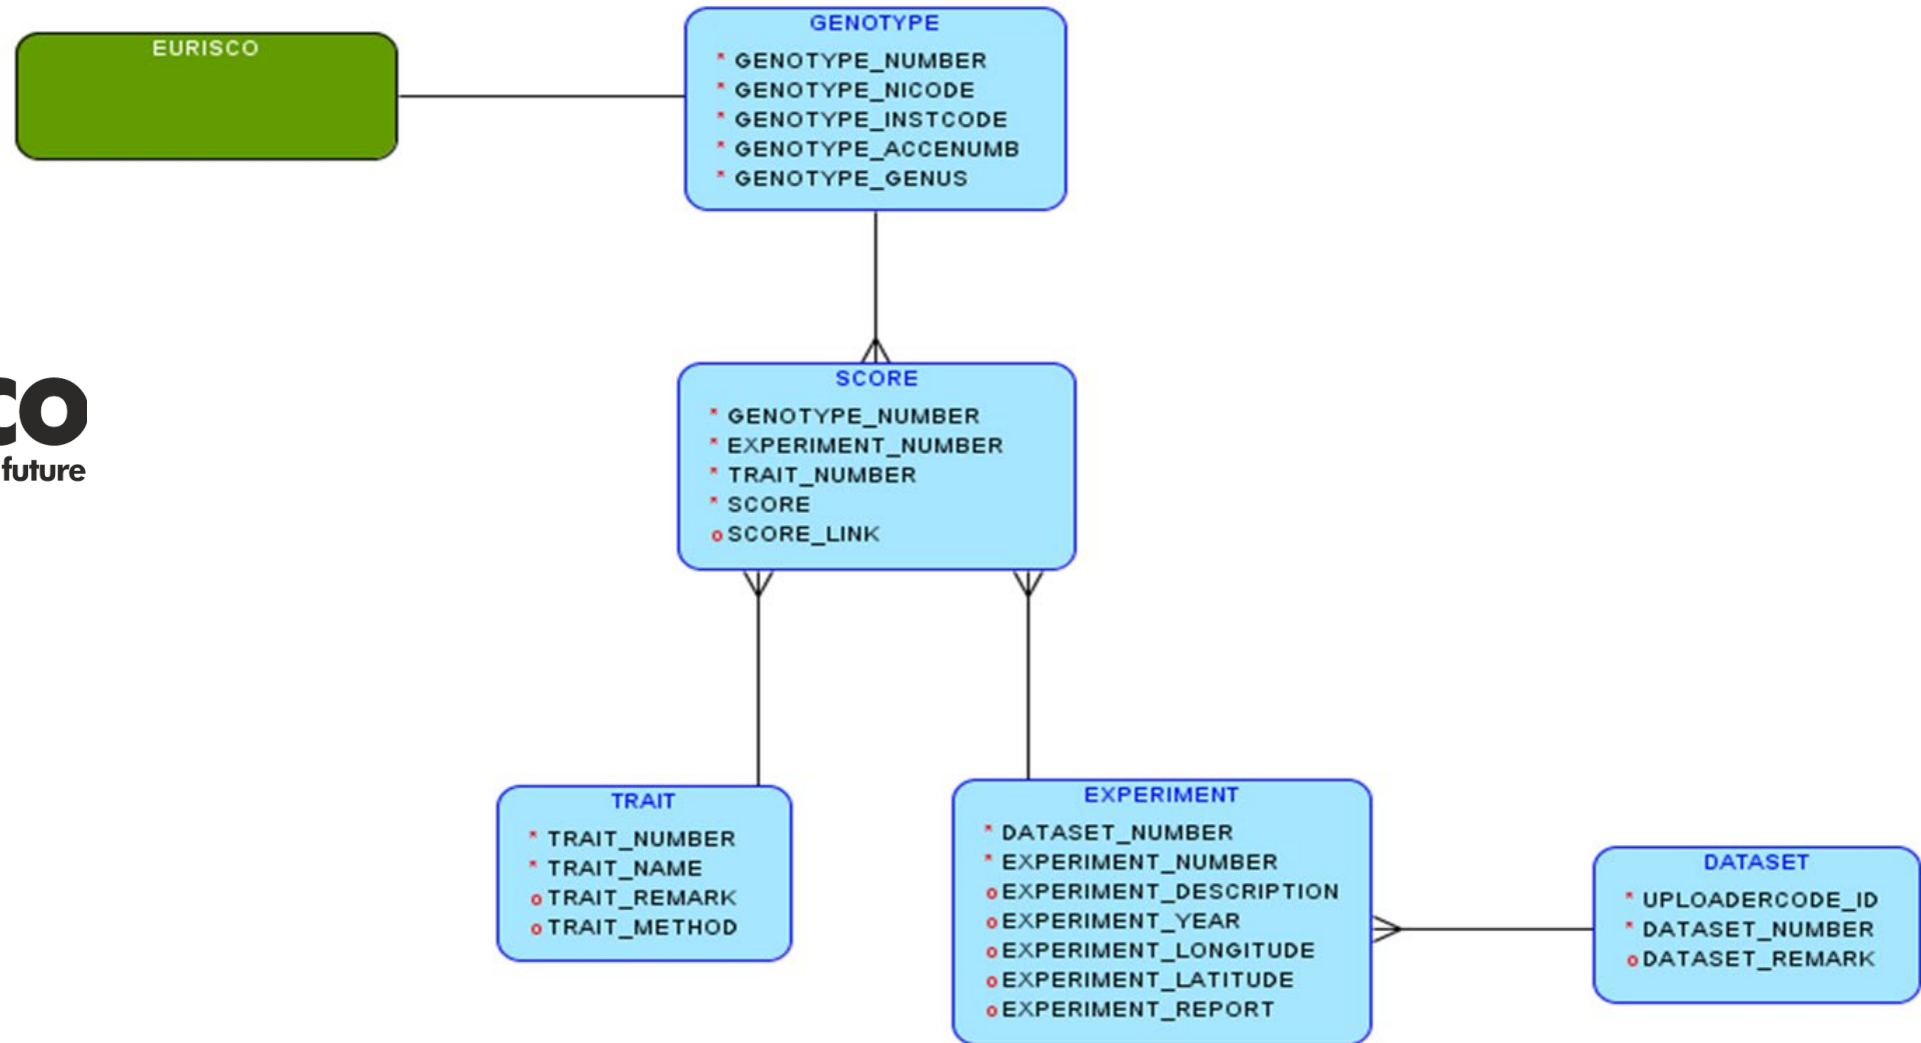 EURISCO
GENOTYPE
* GENOTYPE_NUMBER
* GENOTYPE_NICODE
* GENOTYPE_INSTCODE
* GENOTYPE_ACCENUMB
* GENOTYPE_GENUS
co
future
SCORE
* GENOTYPE_NUMBER
* EXPERIMENT_NUMBER
* TRAIT_NUMBER
* SCORE
o SCORE_LINK
TRAIT
* TRAIT_NUMBER
* TRAIT_NAME
o TRAIT_REMARK
o TRAIT_METHOD
EXPERIMENT
* DATASET_NUMBER
* EXPERIMENT_NUMBER
o EXPERIMENT_DESCRIPTION
o EXPERIMENT_YEAR
o EXPERIMENT_LONGITUDE
o EXPERIMENT_LATITUDE
o EXPERIMENT_REPORT
DATASET
* UPLOADERCODE_ID
* DATASET_NUMBER
o DATASET_REMARK